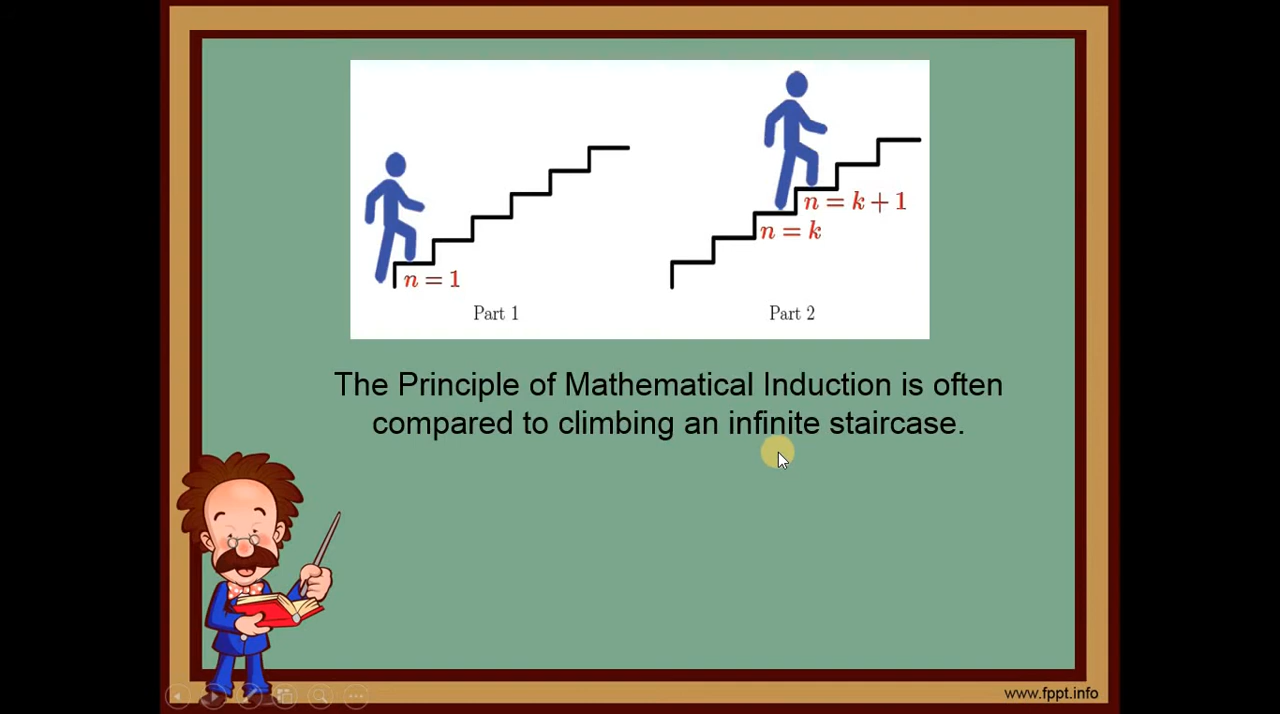 n = 1
n = k + 1
n = k
Part 1
Part 2
The Principle of Mathematical Induction is often
compared to climbing an infinite staircase.
www.fppt.info